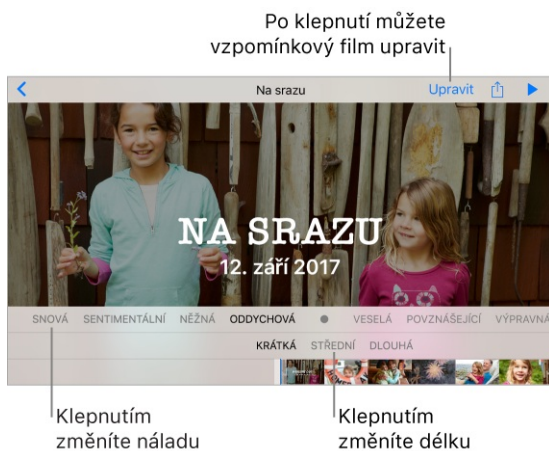 Po klepnutí můžete
vzpomínkový film upravit
Na srazu
Upravit
NA SRAZU
12. září 2017
SNOVÁ SENTIMENTÁLNÍ NĚŽNÁ ODDYCHOVÁ VESELÁ POVZNÁŠEJÍCÍ VÝPRAVNÁ
KRÁTKÁ STŘEDNÍ DLOUHÁ
Klepnutím
změníte náladu
Klepnutím
změníte délku